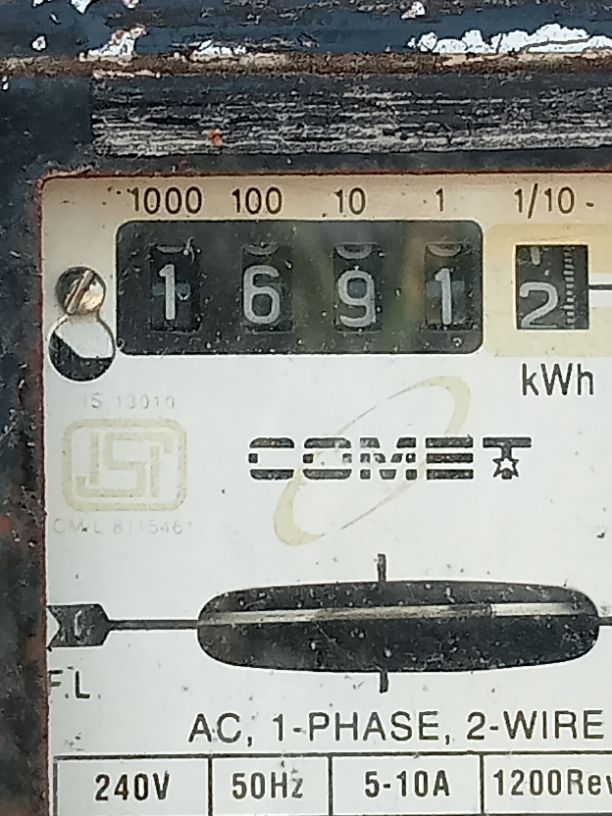 1000 100 10 1 1/10
1 6 9 1 2
kWh
IS 13010
ISI
CM/L 8115461
COMET
F.L.
AC, 1-PHASE, 2-WIRE
240V 50Hz 5-10A 1200Rev